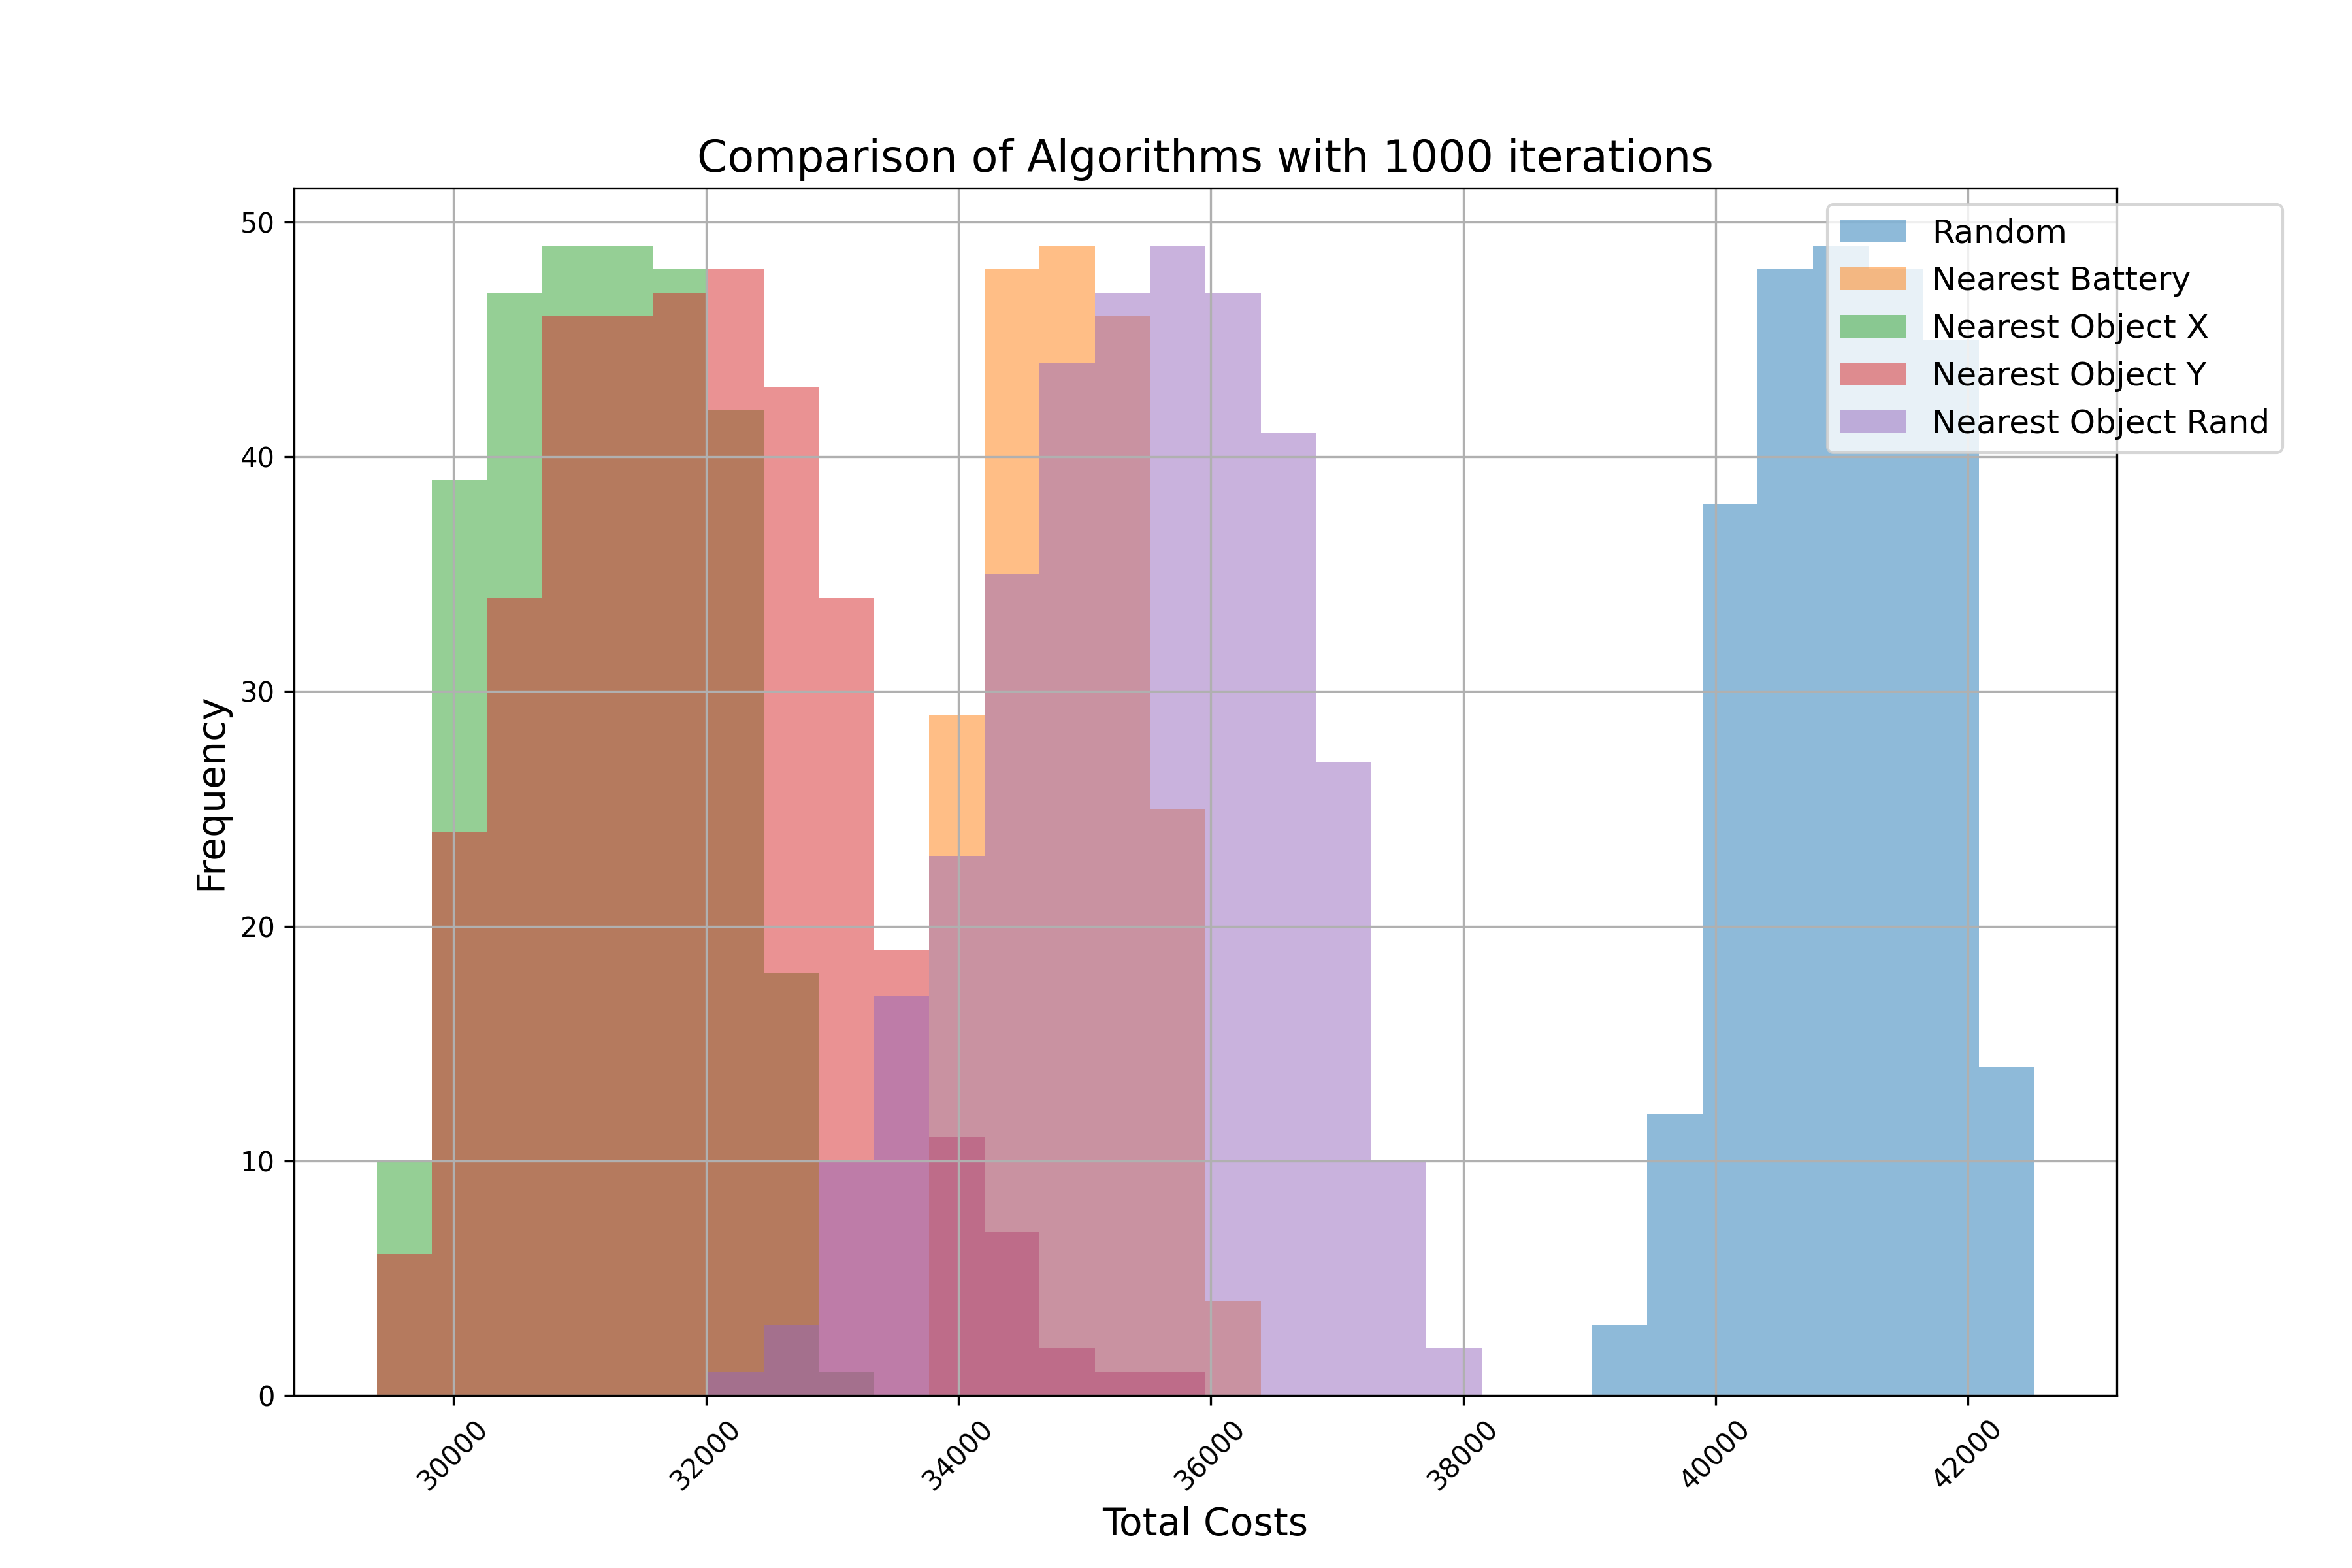 Comparison of Algorithms with 1000 iterations
50
40
30
20
10
0
Frequency
Random
Nearest Battery
Nearest Object X
Nearest Object Y
Nearest Object Rand
30000
32000
34000
36000
38000
40000
42000
Total Costs